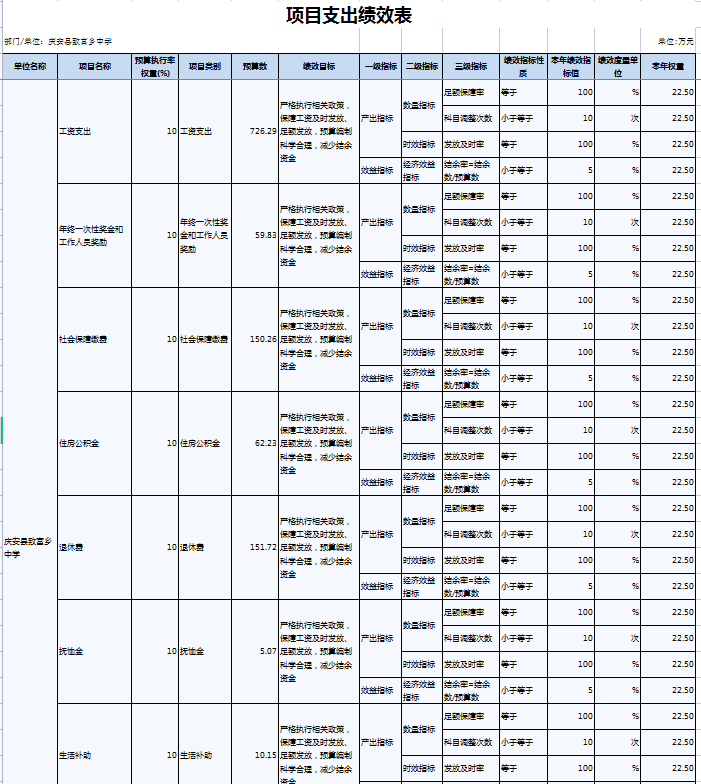 项目支出绩效表
部门/单位：庆安县致富乡中学 单位:万元
单位名称 项目名称 预算执行率权重(%) 项目类别 预算数 绩效目标 一级指标 二级指标 三级指标 绩效指标性质 本年绩效指标值 绩效度量单位 本年权重
庆安县致富乡中学
工资支出 10 工资支出 726.29 严格执行相关政策，保障工资及时发放、足额发放，预算编制科学合理，减少结余资金
产出指标 数量指标 足额保障率 等于 100 % 22.50
科目调整次数 小于等于 10 次 22.50
时效指标 发放及时率 等于 100 % 22.50
效益指标 经济效益指标 结余率=结余数/预算数 小于等于 5 % 22.50
年终一次性奖金和工作人员奖励 10 年终一次性奖金和工作人员奖励 59.83 严格执行相关政策，保障工资及时发放、足额发放，预算编制科学合理，减少结余资金
产出指标 数量指标 足额保障率 等于 100 % 22.50
科目调整次数 小于等于 10 次 22.50
时效指标 发放及时率 等于 100 % 22.50
效益指标 经济效益指标 结余率=结余数/预算数 小于等于 5 % 22.50
社会保障缴费 10 社会保障缴费 150.26 严格执行相关政策，保障工资及时发放、足额发放，预算编制科学合理，减少结余资金
产出指标 数量指标 足额保障率 等于 100 % 22.50
科目调整次数 小于等于 10 次 22.50
时效指标 发放及时率 等于 100 % 22.50
效益指标 经济效益指标 结余率=结余数/预算数 小于等于 5 % 22.50
住房公积金 10 住房公积金 62.23 严格执行相关政策，保障工资及时发放、足额发放，预算编制科学合理，减少结余资金
产出指标 数量指标 足额保障率 等于 100 % 22.50
科目调整次数 小于等于 10 次 22.50
时效指标 发放及时率 等于 100 % 22.50
效益指标 经济效益指标 结余率=结余数/预算数 小于等于 5 % 22.50
退休费 10 退休费 151.72 严格执行相关政策，保障工资及时发放、足额发放，预算编制科学合理，减少结余资金
产出指标 数量指标 足额保障率 等于 100 % 22.50
科目调整次数 小于等于 10 次 22.50
时效指标 发放及时率 等于 100 % 22.50
效益指标 经济效益指标 结余率=结余数/预算数 小于等于 5 % 22.50
抚恤金 10 抚恤金 5.07 严格执行相关政策，保障工资及时发放、足额发放，预算编制科学合理，减少结余资金
产出指标 数量指标 足额保障率 等于 100 % 22.50
科目调整次数 小于等于 10 次 22.50
时效指标 发放及时率 等于 100 % 22.50
效益指标 经济效益指标 结余率=结余数/预算数 小于等于 5 % 22.50
生活补助 10 生活补助 10.15 严格执行相关政策，保障工资及时发放、足额发放，预算编制科学合理，减少结余资金
产出指标 数量指标 足额保障率 等于 100 % 22.50
科目调整次数 小于等于 10 次 22.50
时效指标 发放及时率 等于 100 % 22.50